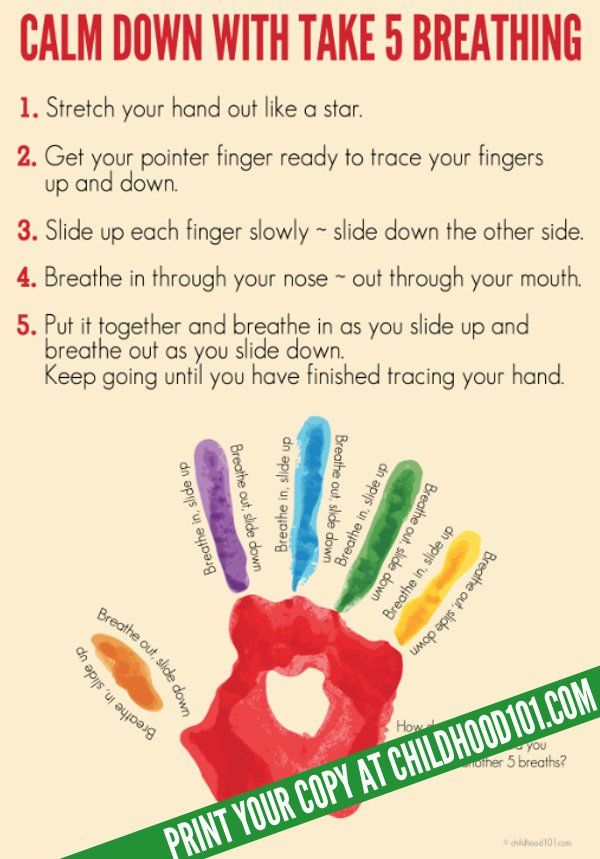 CALM DOWN WITH TAKE 5 BREATHING
1. Stretch your hand out like a star.
2. Get your pointer finger ready to trace your fingers
up and down.
3. Slide up each finger slowly ~ slide down the other side.
4. Breathe in through your nose ~ out through your mouth.
5. Put it together and breathe in as you slide up and
breathe out as you slide down.
Keep going until you have finished tracing your hand.
Breathe in, slide up
Breathe out, slide down
Breathe in, slide up
Breathe out, slide down
Breathe in, slide up
Breathe out, slide down
Breathe in, slide up
Breathe out, slide down
Breathe in, slide up
Breathe out, slide down
How
you
5 breaths?
PRINT YOUR COPY AT CHILDHOOD101.COM
© childhood101.com